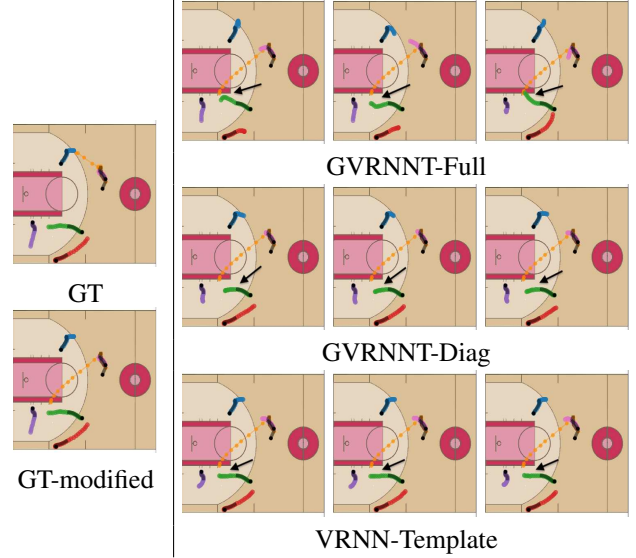 GVRNNT-Full
GT
GVRNNT-Diag
GT-modified
VRNN-Template